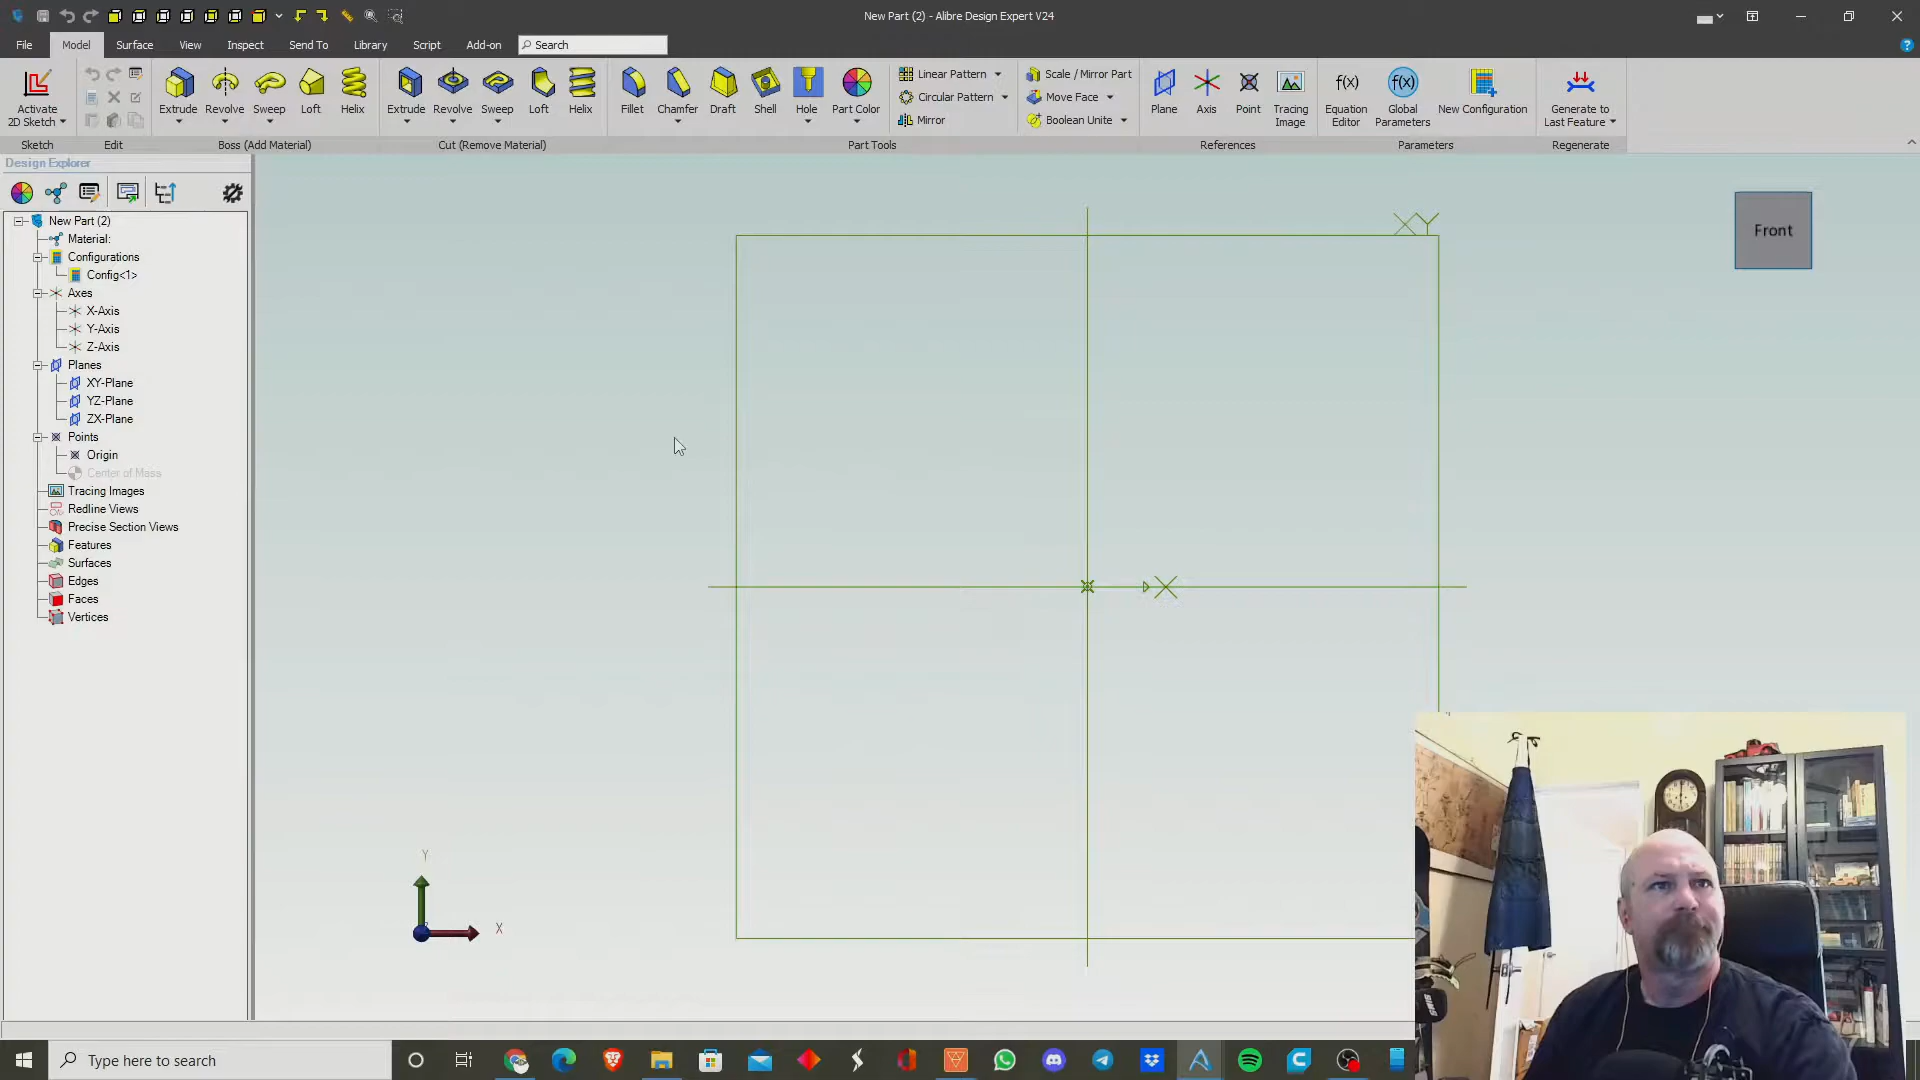 New Part (2) - Alibre Design Expert V24
File Model Surface View Inspect Send To Library Script Add-on Search
Activate 2D Sketch
Extrude Revolve Sweep Loft Helix
Extrude Revolve Sweep Loft Helix
Fillet Chamfer Draft Shell Hole Part Color
Linear Pattern
Circular Pattern
Mirror
Scale / Mirror Part
Move Face
Boolean Unite
Plane Axis Point Tracing Image
f(x) Equation Editor
f(x) Global Parameters
New Configuration
Generate to Last Feature
Sketch Edit Boss (Add Material) Cut (Remove Material) Part Tools References Parameters Regenerate
Design Explorer
New Part (2)
Material:
Configurations
Config<1>
Axes
X-Axis
Y-Axis
Z-Axis
Planes
XY-Plane
YZ-Plane
ZX-Plane
Points
Origin
Center of Mass
Tracing Images
Redline Views
Precise Section Views
Features
Surfaces
Edges
Faces
Vertices
XY
Front
X
Y
X
Type here to search